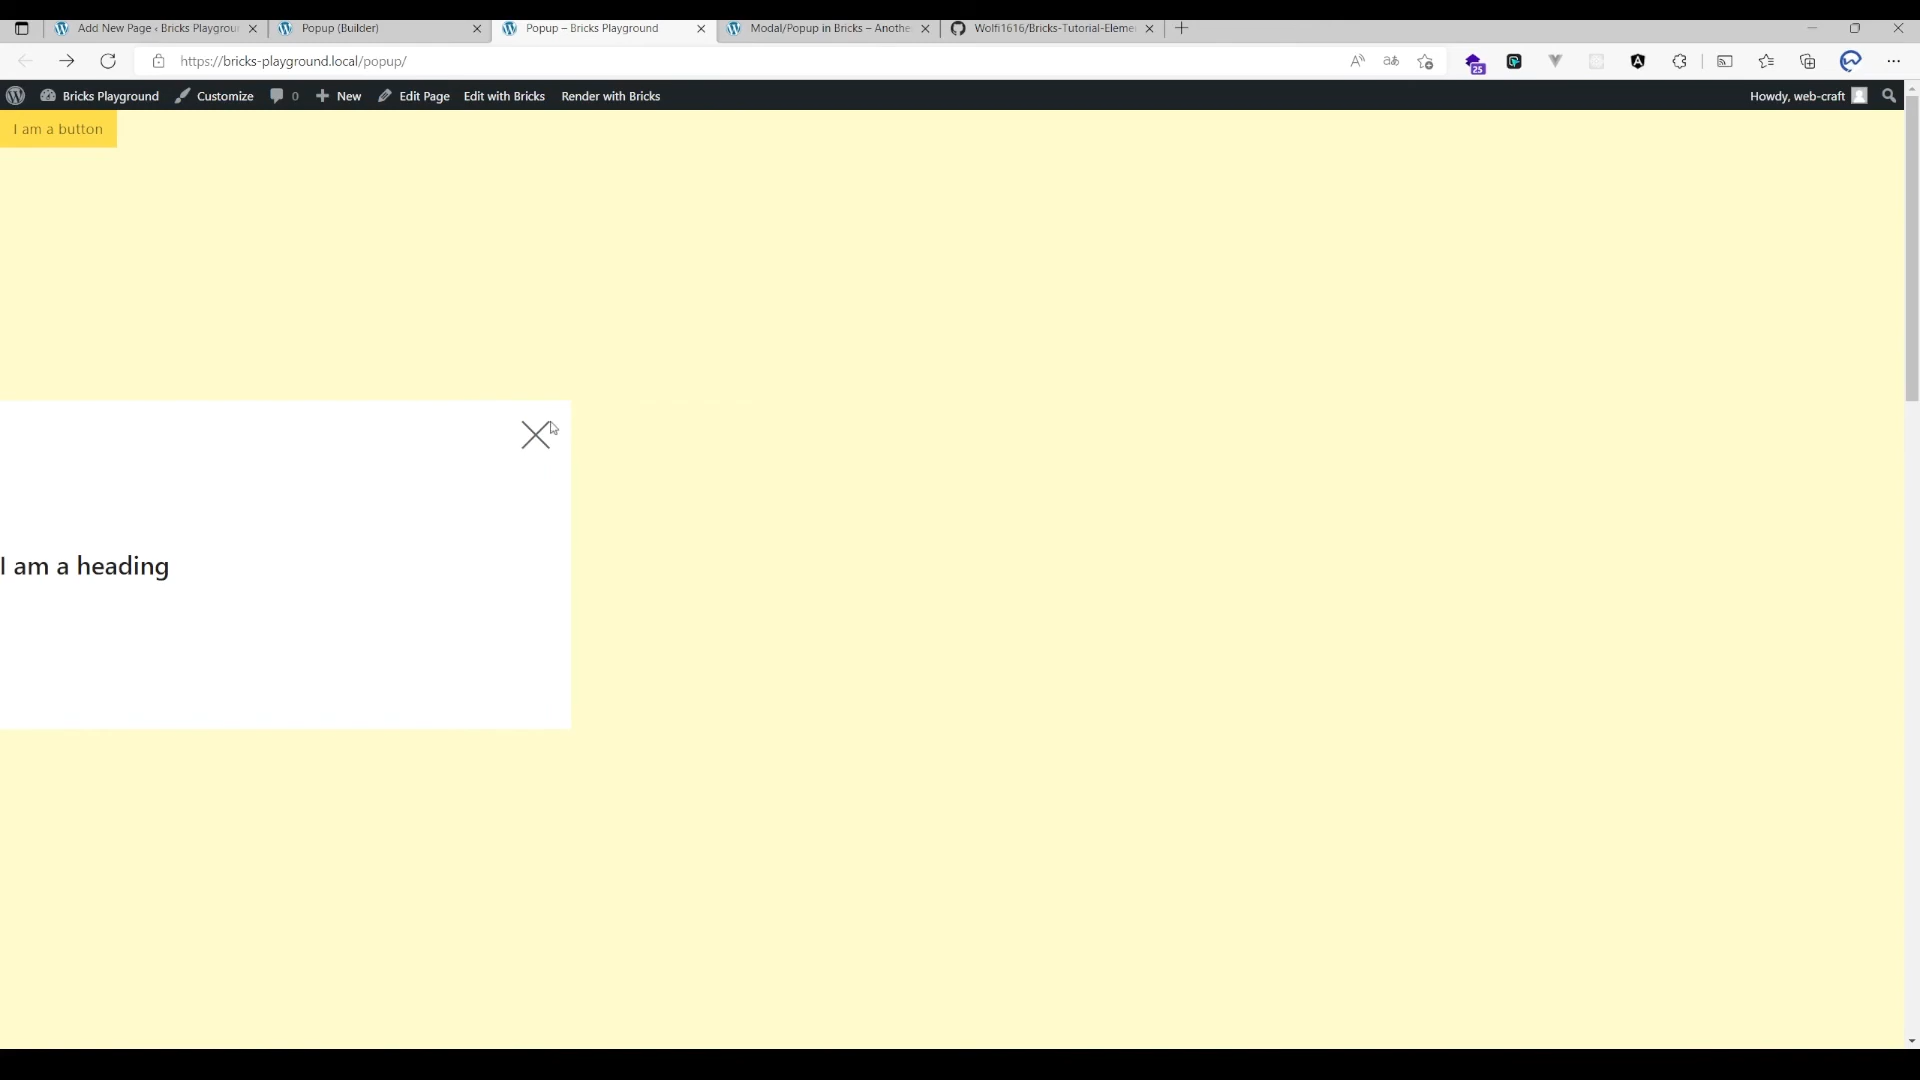 Add New Page ‹ Bricks Playgroun
Popup (Builder)
Popup – Bricks Playground
Modal/Popup in Bricks – Anothe
Wolfi1616/Bricks-Tutorial-Eleme
https://bricks-playground.local/popup/
25
Bricks Playground
Customize
0
New
Edit Page
Edit with Bricks
Render with Bricks
Howdy, web-craft
I am a button
I am a heading